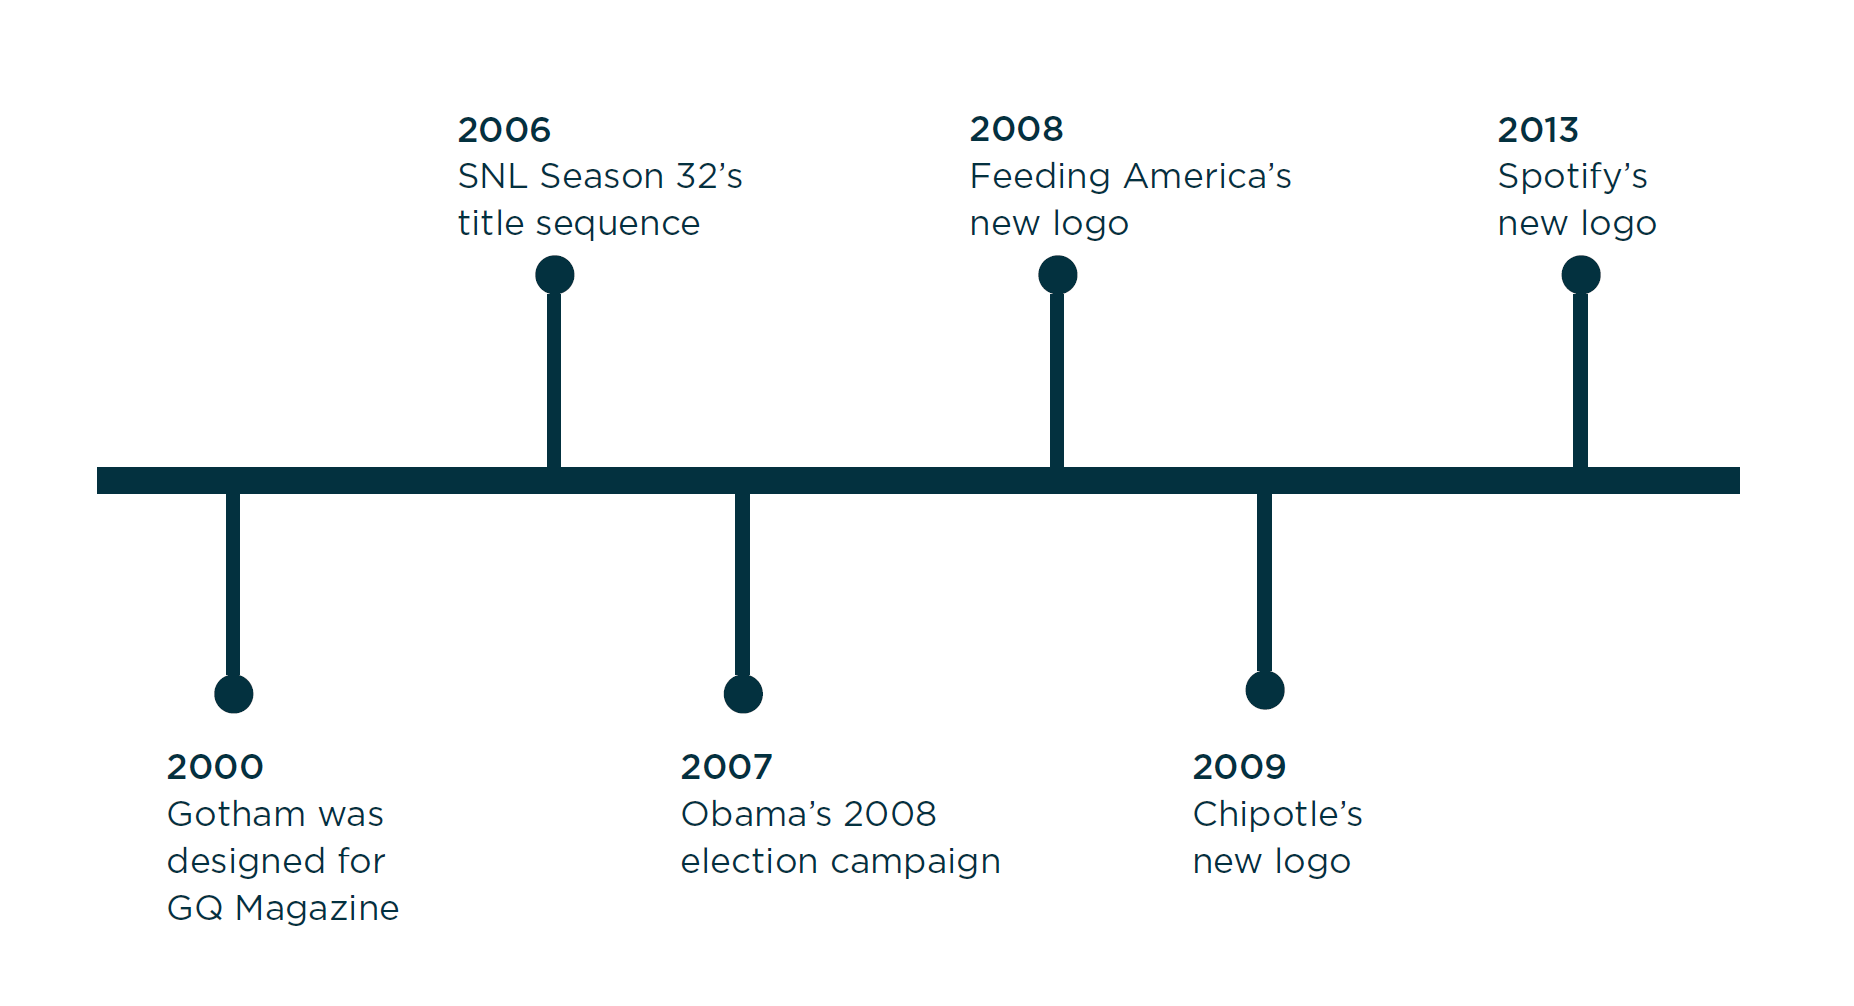 2006
SNL Season 32’s
title sequence
2008
Feeding America’s
new logo
2013
Spotify’s
new logo
2000
Gotham was
designed for
GQ Magazine
2007
Obama’s 2008
election campaign
2009
Chipotle’s
new logo